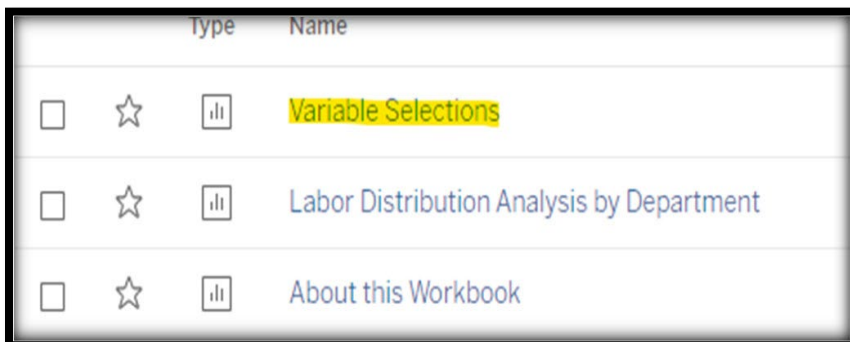 Type Name
Variable Selections
Labor Distribution Analysis by Department
About this Workbook